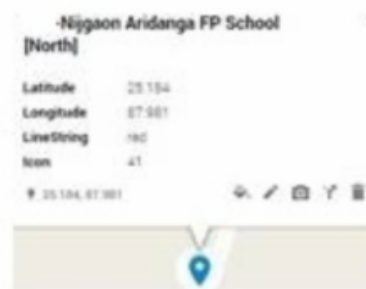 -Nijgaon Aridanga FP School
[North]
Latitude 25.184
Longitude 87.981
LineString red
Icon 41
25.184, 87.981